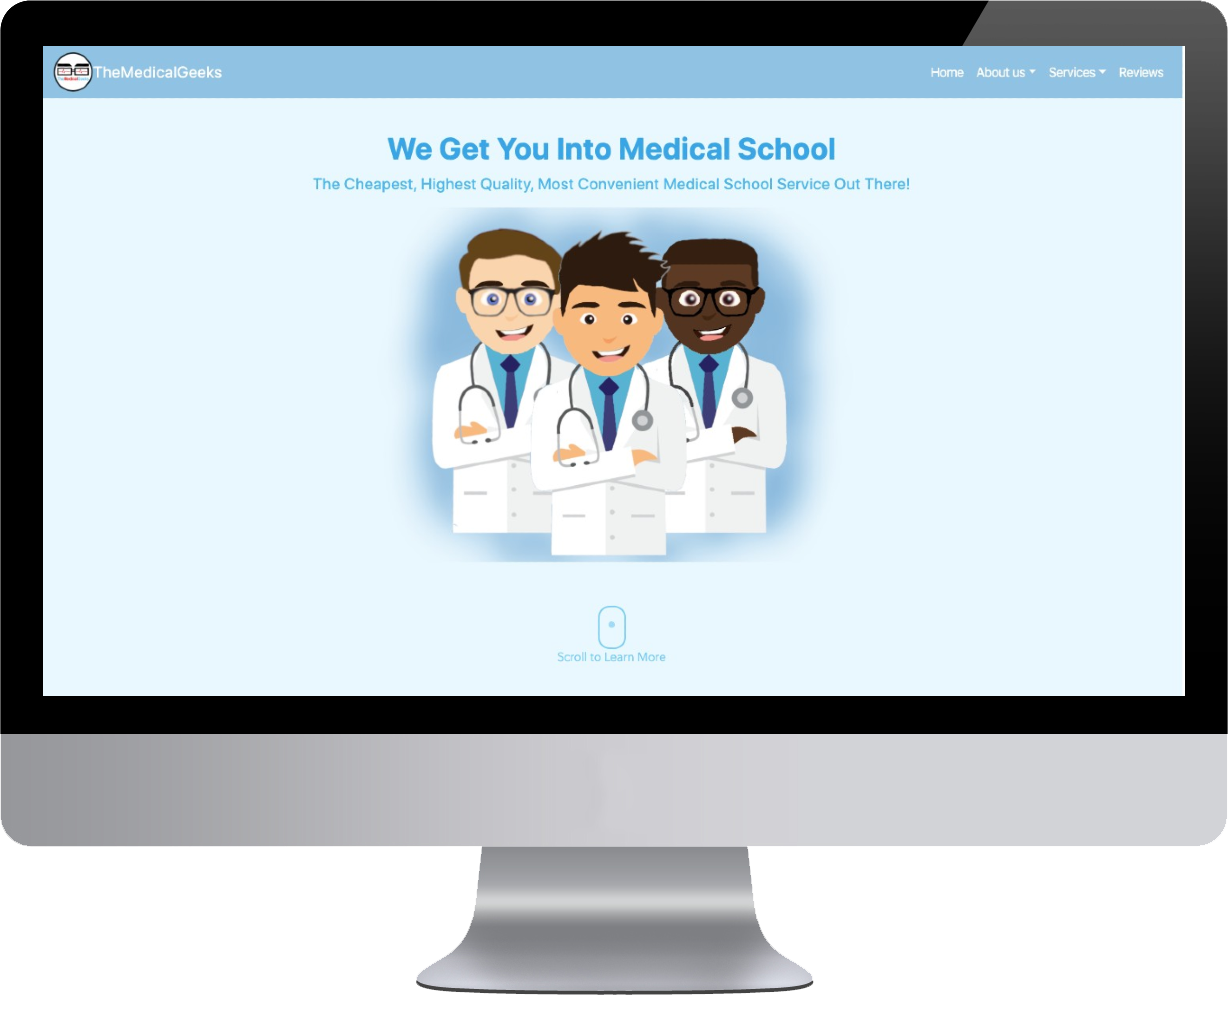 TheMedicalGeeks
Home About us Services Reviews
We Get You Into Medical School
The Cheapest, Highest Quality, Most Convenient Medical School Service Out There!
Scroll to Learn More